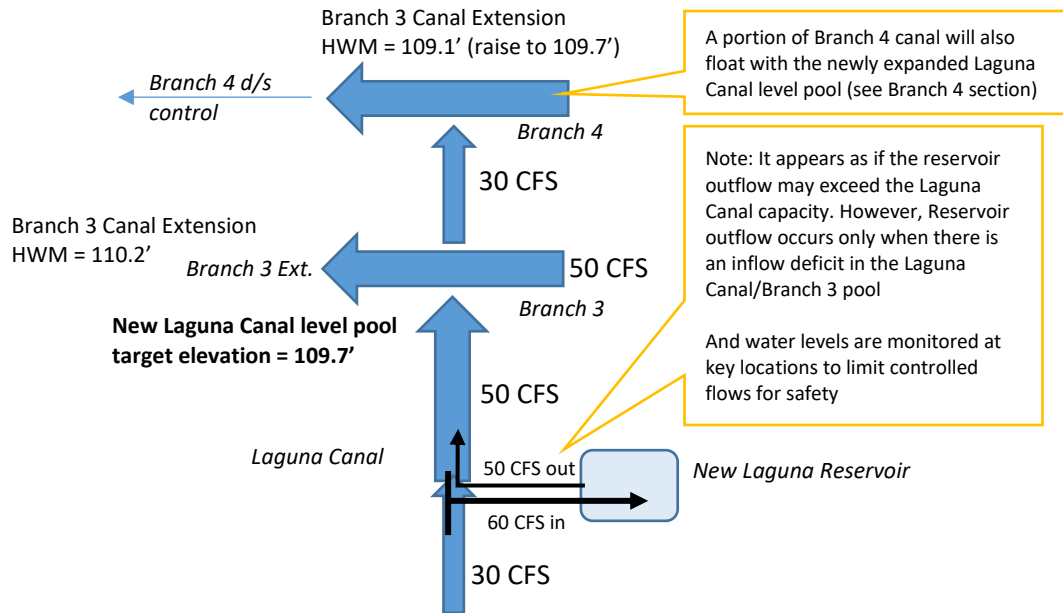 Branch 3 Canal Extension
HWM = 109.1’ (raise to 109.7’)
A portion of Branch 4 canal will also
float with the newly expanded Laguna
Canal level pool (see Branch 4 section)
Branch 4 d/s
control
Branch 4
30 CFS
Note: It appears as if the reservoir
outflow may exceed the Laguna
Canal capacity. However, Reservoir
outflow occurs only when there is
an inflow deficit in the Laguna
Canal/Branch 3 pool
And water levels are monitored at
key locations to limit controlled
flows for safety
Branch 3 Canal Extension
HWM = 110.2’
Branch 3 Ext.
50 CFS
Branch 3
New Laguna Canal level pool
target elevation = 109.7’
50 CFS
Laguna Canal
50 CFS out
New Laguna Reservoir
60 CFS in
30 CFS